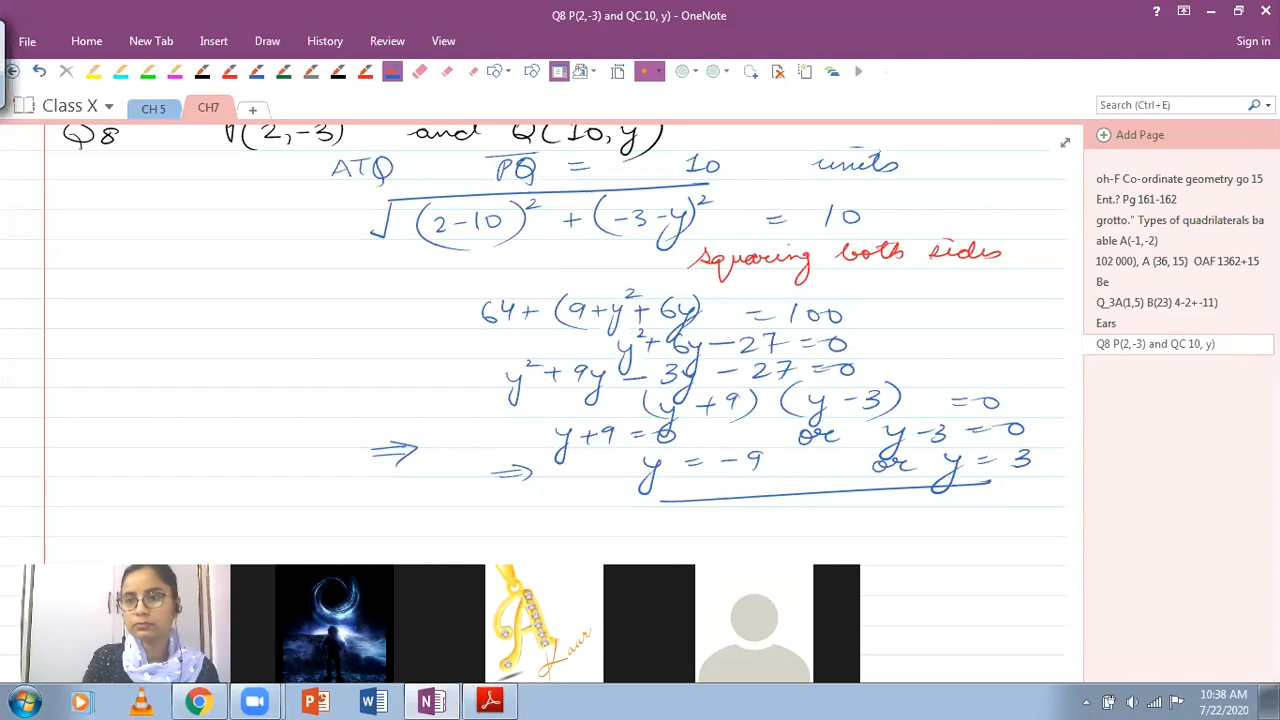 Q8 P(2,-3) and QC 10, y) - OneNote
File Home New Tab Insert Draw History Review View Sign in
Class X CH 5 CH7 Search (Ctrl+E)
Add Page
oh-F Co-ordinate geometry go 15
Ent.? Pg 161-162
grotto." Types of quadrilaterals ba
able A(-1,-2)
102 000), A (36, 15) OAF 1362+15
Be
Q_3A(1,5) B(23) 4-2+-11)
Ears
Q8 P(2,-3) and QC 10, y)
Q8 P(2,-3) and Q(10,y)
ATQ PQ = 10 units
√(2-10)² + (-3-y)² = 10
squaring both sides
64+ (9+y²+6y) = 100
y²+6y-27=0
y²+9y-3y-27=0
(y+9) (y-3) =0
⇒ y+9=0 or y-3=0
⇒ y = -9 or y = 3
A
Kaur
10:38 AM
7/22/2020